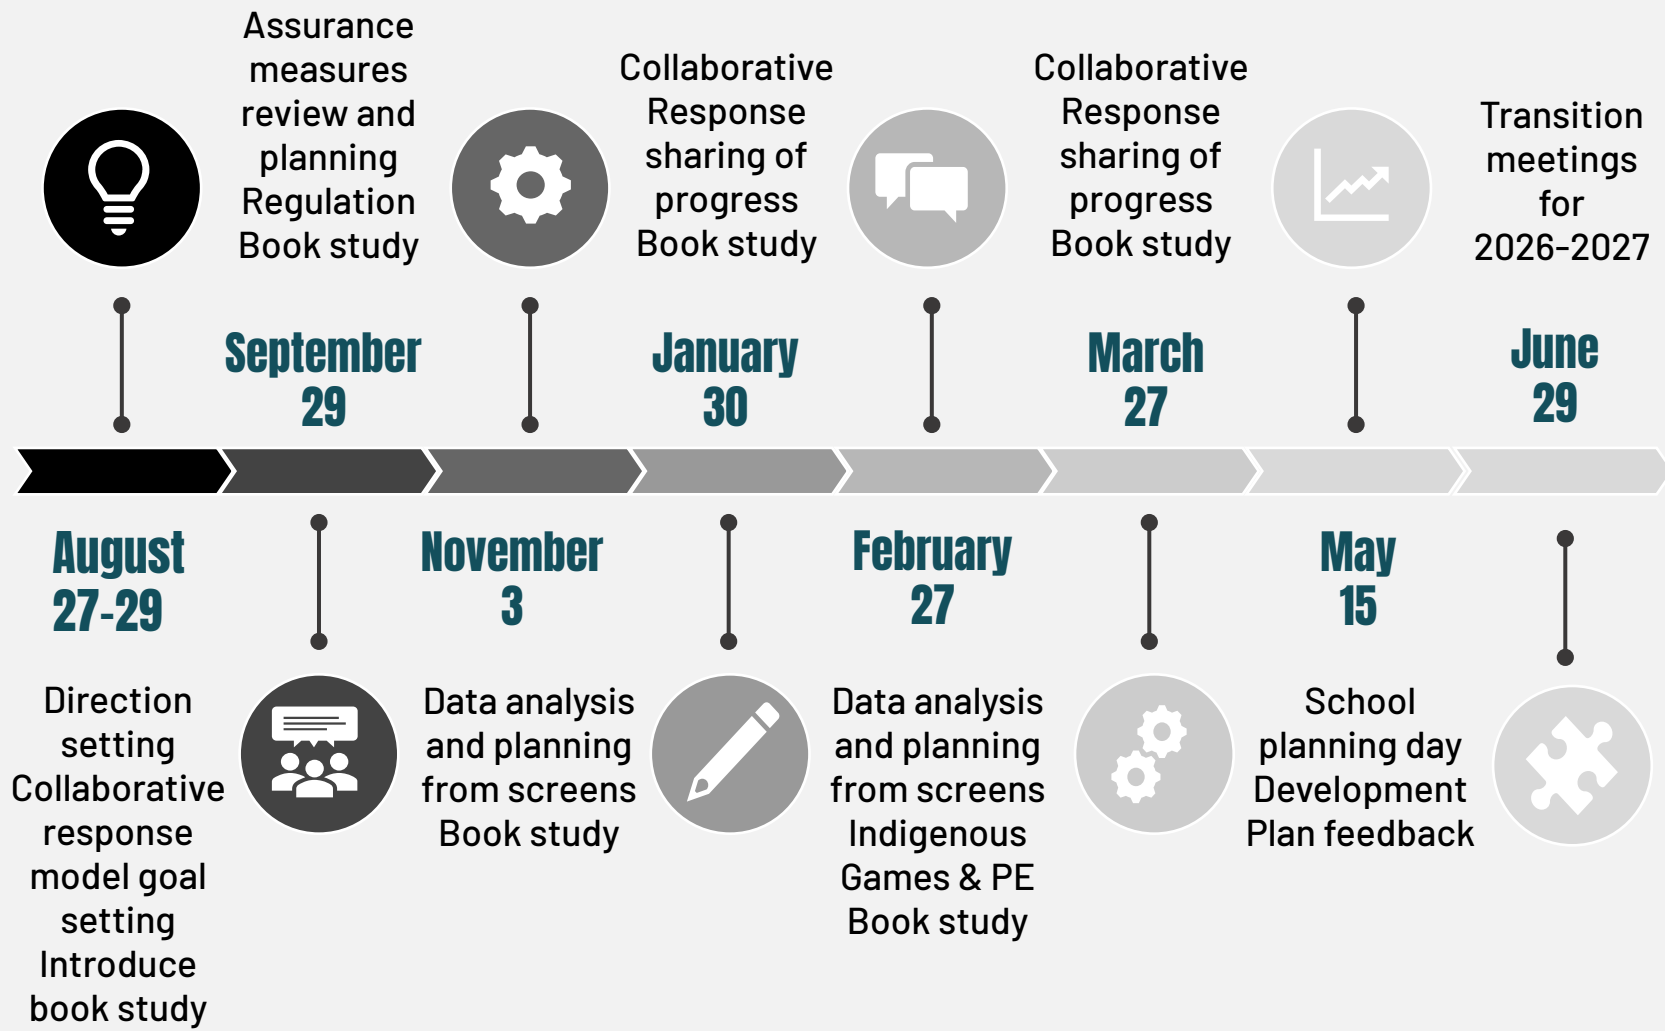 Assurance
measures
review and
planning
Regulation
Book study
September
29
Collaborative
Response
sharing of
progress
Book study
January
30
Collaborative
Response
sharing of
progress
Book study
March
27
Transition
meetings
for
2026-2027
June
29
August
27-29
Direction
setting
Collaborative
response
model goal
setting
Introduce
book study
November
3
Data analysis
and planning
from screens
Book study
February
27
Data analysis
and planning
from screens
Indigenous
Games & PE
Book study
May
15
School
planning day
Development
Plan feedback